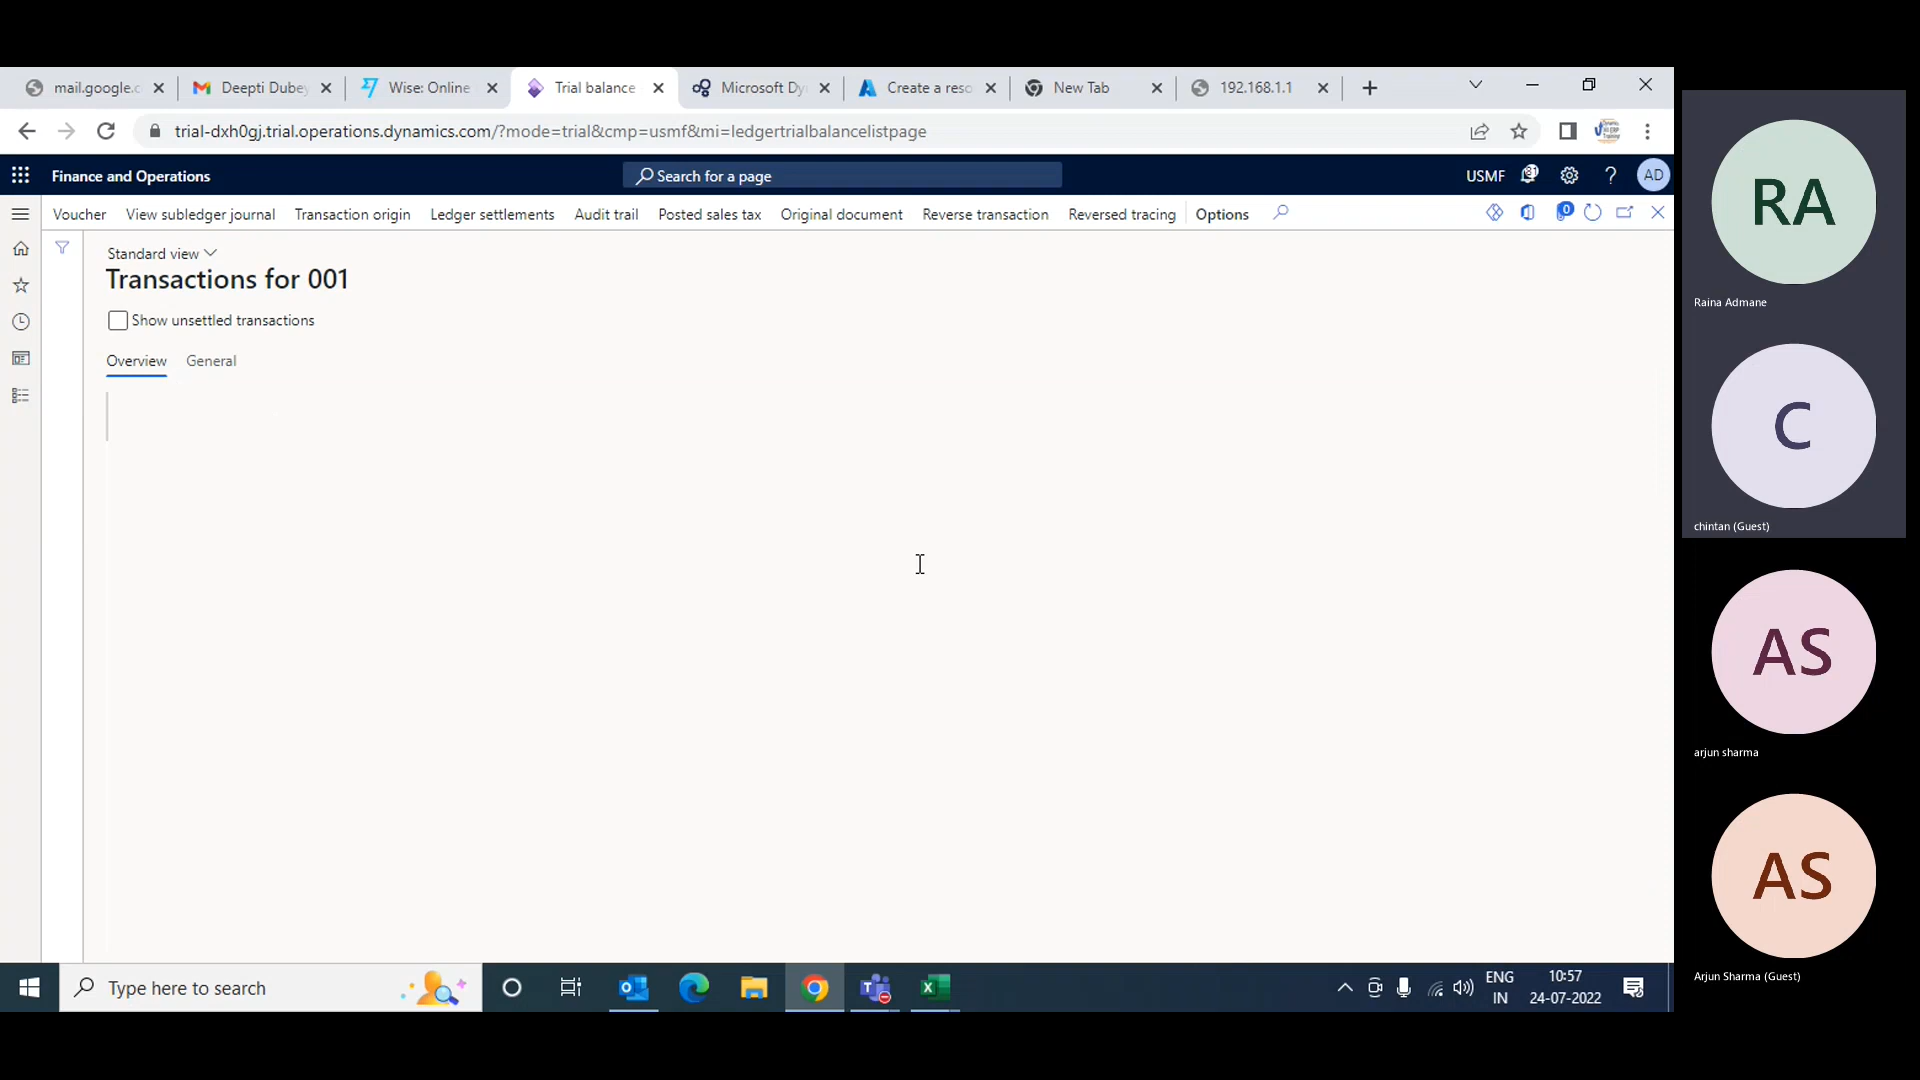 mail.google.c
Deepti Dubey
Wise: Online
Trial balance
Microsoft Dy
Create a reso
New Tab
192.168.1.1
trial-dxh0gj.trial.operations.dynamics.com/?mode=trial&cmp=usmf&mi=ledgertrialbalancelistpage
Finance and Operations
Search for a page
USMF
AD
Voucher
View subledger journal
Transaction origin
Ledger settlements
Audit trail
Posted sales tax
Original document
Reverse transaction
Reversed tracing
Options
0
Standard view
Transactions for 001
Show unsettled transactions
Overview
General
Type here to search
ENG
IN
10:57
24-07-2022
RA
Raina Admane
C
chintan (Guest)
AS
arjun sharma
AS
Arjun Sharma (Guest)